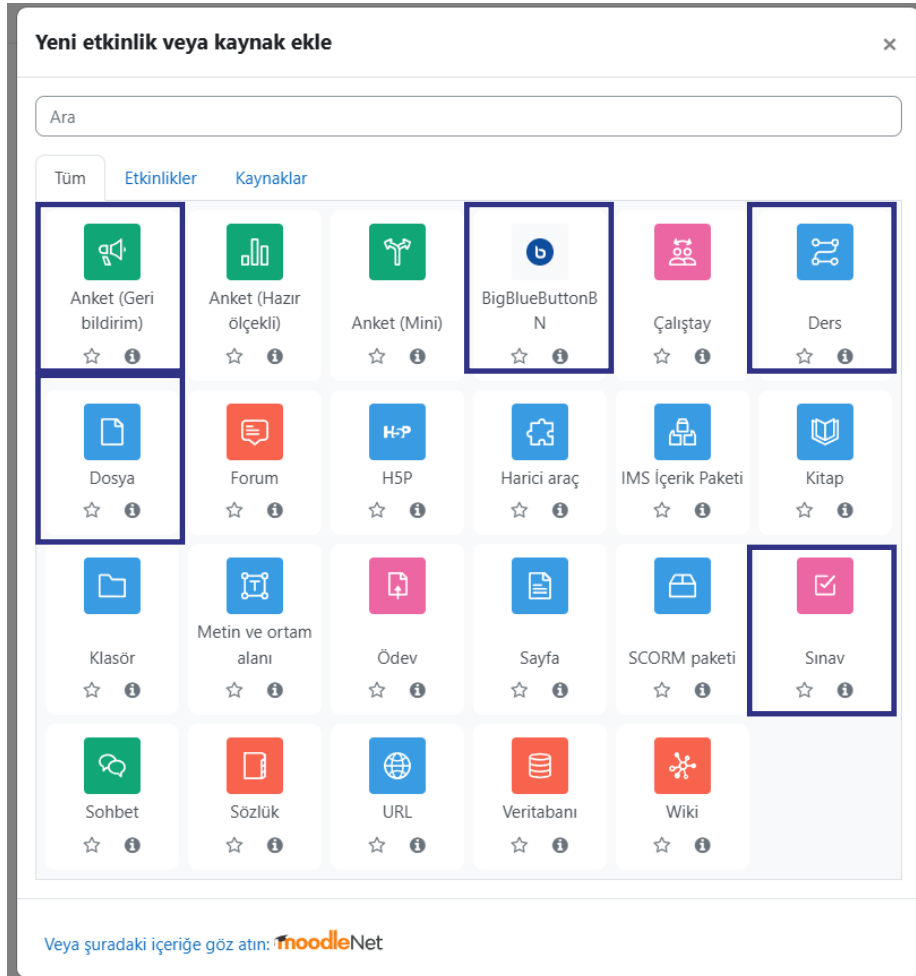 Yeni etkinlik veya kaynak ekle
×
Ara
Tüm Etkinlikler Kaynaklar
Anket (Geri
bildirim)
Anket (Hazır
ölçekli)
Anket (Mini)
b
BigBlueButtonB
N
Çalıştay
Ders
Dosya
Forum
H5P
H5P
Harici araç
IMS İçerik Paketi
Kitap
Klasör
T
Metin ve ortam
alanı
Ödev
Sayfa
SCORM paketi
Sınav
Sohbet
Sözlük
URL
Veritabanı
Wiki
Veya şuradaki içeriğe göz atın: moodleNet